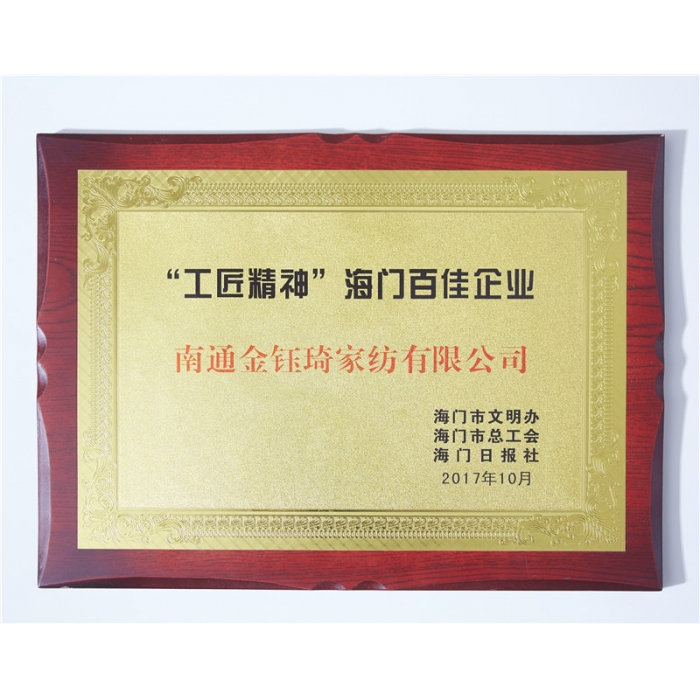 “工匠精神”海门百佳企业
南通金钰琦家纺有限公司
海门市文明办
海门市总工会
海门日报社
2017年10月